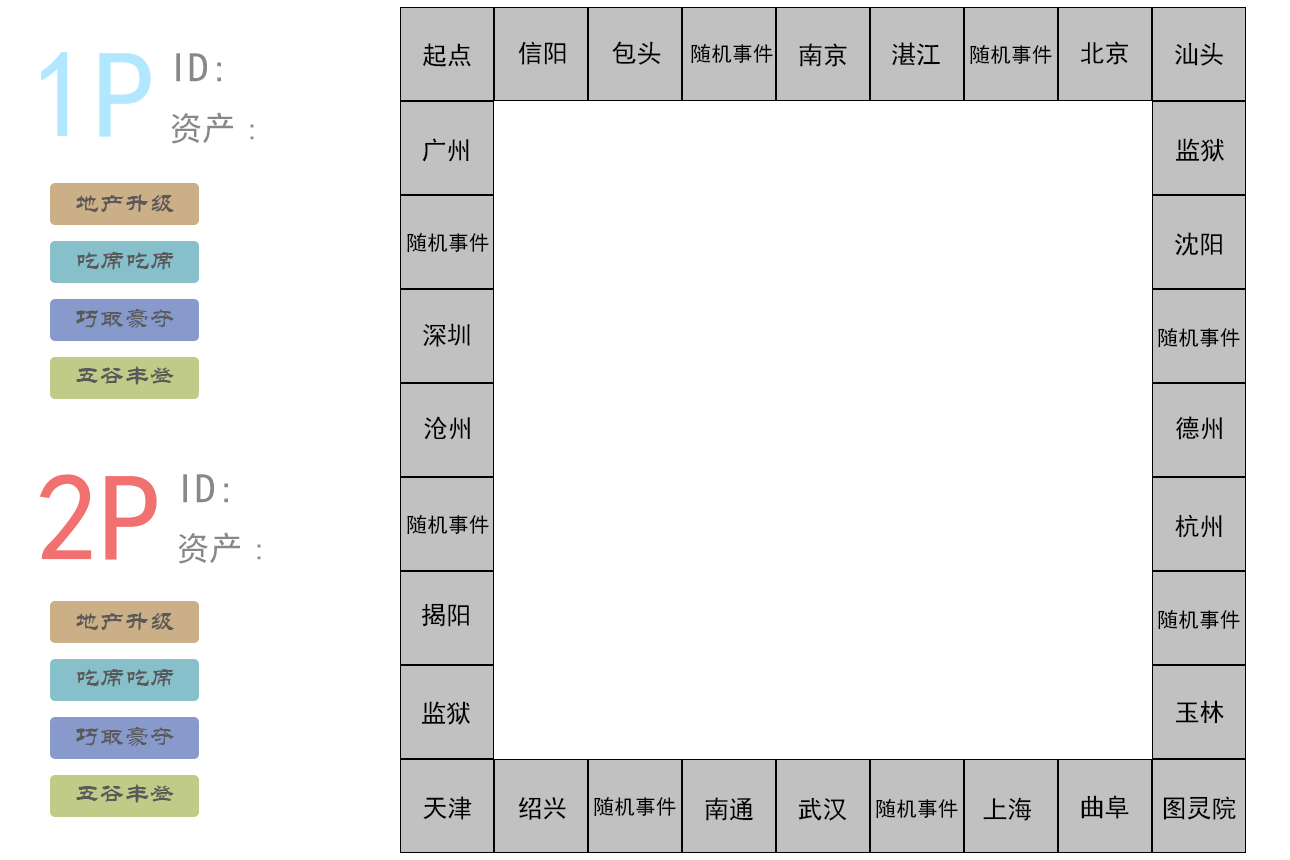 1P
ID:
资产：
地产升级
吃席吃席
巧取豪夺
五谷丰登
2P
ID:
资产：
地产升级
吃席吃席
巧取豪夺
五谷丰登
起点 信阳 包头 随机事件 南京 湛江 随机事件 北京 汕头
广州 监狱
随机事件 沈阳
深圳 随机事件
沧州 德州
随机事件 杭州
揭阳 随机事件
监狱 玉林
天津 绍兴 随机事件 南通 武汉 随机事件 上海 曲阜 图灵院